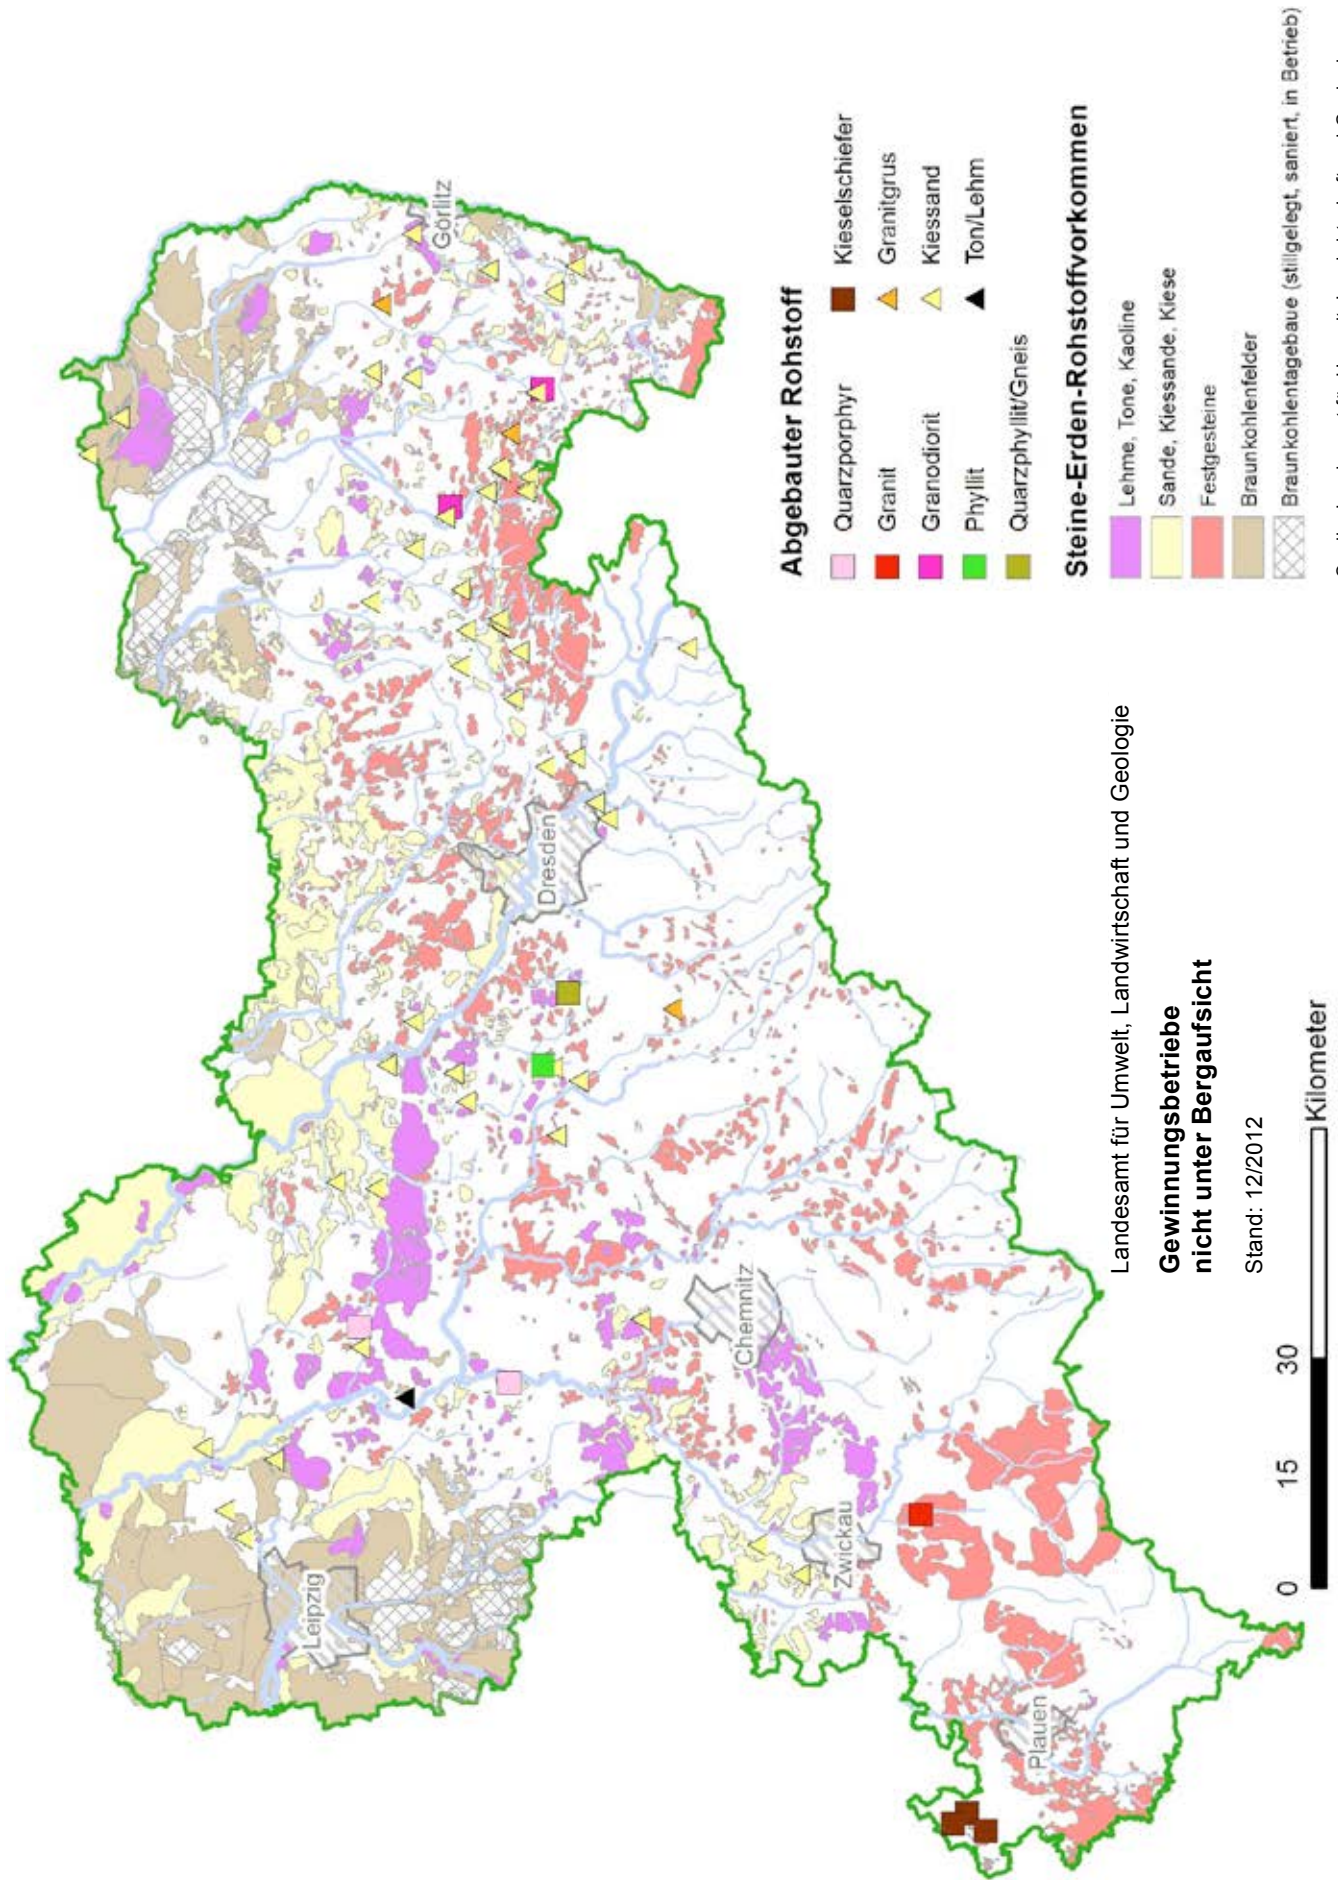 Görlitz
Dresden
Leipzig
Chemnitz
Zwickau
Plauen
Landesamt für Umwelt, Landwirtschaft und Geologie
Gewinnungsbetriebe
nicht unter Bergaufsicht
Stand: 12/2012
0 15 30 Kilometer
Abgebauter Rohstoff
Quarzporphyr
Granit
Granodiorit
Phyllit
Quarzphyllit/Gneis
Kieselschiefer
Granitgrus
Kiessand
Ton/Lehm
Steine-Erden-Rohstoffvorkommen
Lehme, Tone, Kaoline
Sande, Kiessande, Kiese
Festgesteine
Braunkohlenfelder
Braunkohlentagebaue (stillgelegt, saniert, in Betrieb)